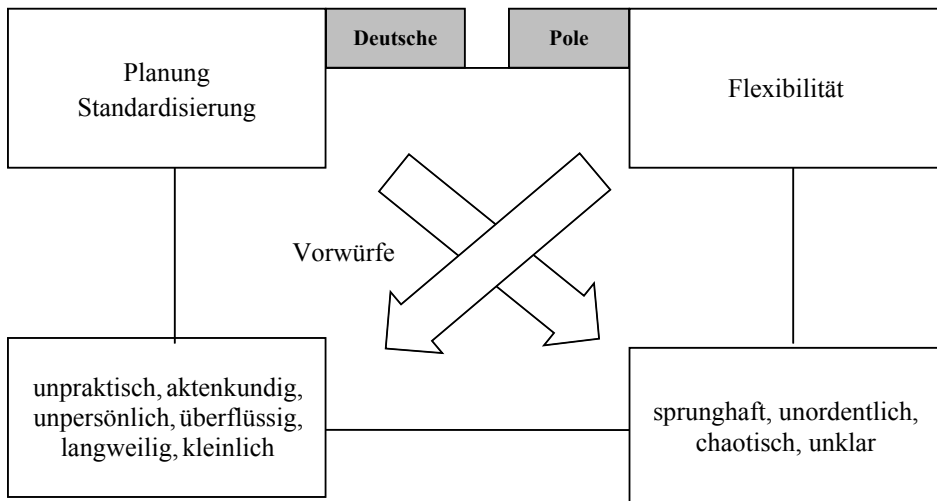 Deutsche
Pole
Planung
Standardisierung
Flexibilität
Vorwürfe
unpraktisch, aktenkundig,
unpersönlich, überflüssig,
langweilig, kleinlich
sprunghaft, unordentlich,
chaotisch, unklar